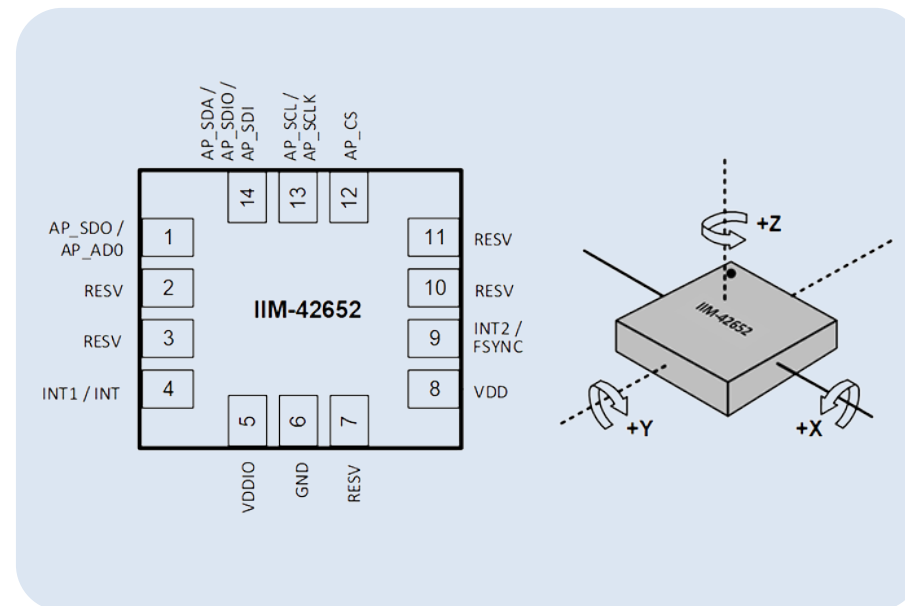 AP_SDA /
AP_SDIO /
AP_SDI
AP_SCL /
AP_SCLK
AP_CS
14
13
12
AP_SDO /
AP_AD0
1
11
RESV
RESV
2
10
RESV
IIM-42652
RESV
3
9
INT2 /
FSYNC
INT1 / INT
4
8
VDD
5
6
7
VDDIO
GND
RESV
+Z
IIM-42652
+Y
+X